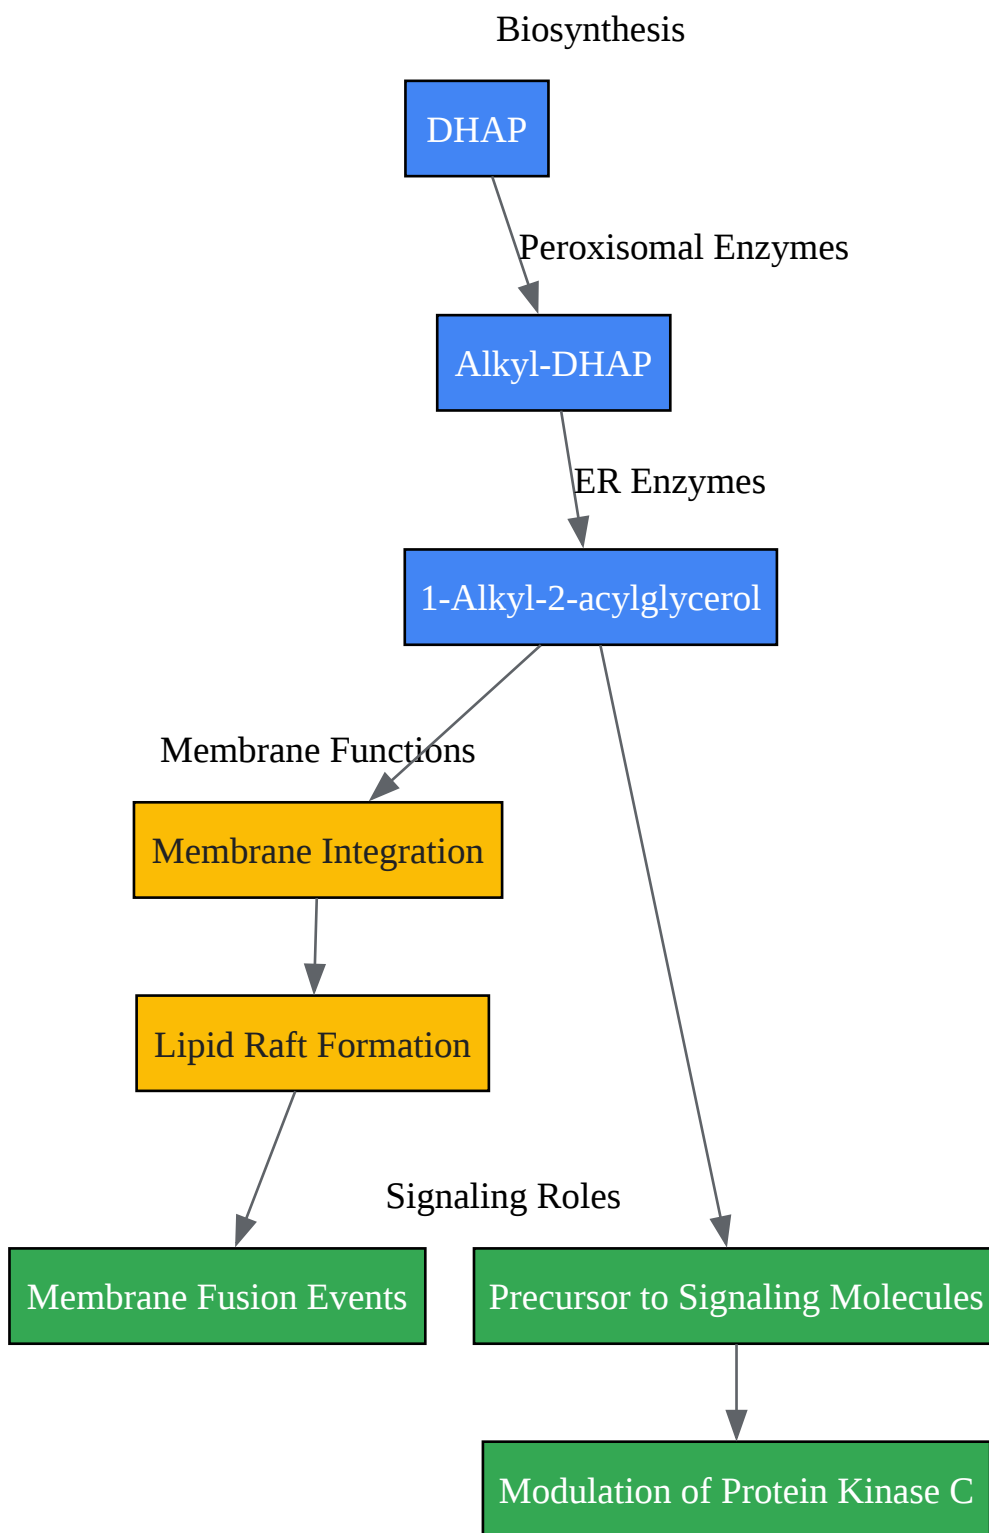 Biosynthesis
DHAP
Peroxisomal Enzymes
Alkyl-DHAP
ER Enzymes
1-Alkyl-2-acylglycerol
Membrane Functions
Membrane Integration
Lipid Raft Formation
Signaling Roles
Membrane Fusion Events
Precursor to Signaling Molecules
Modulation of Protein Kinase C